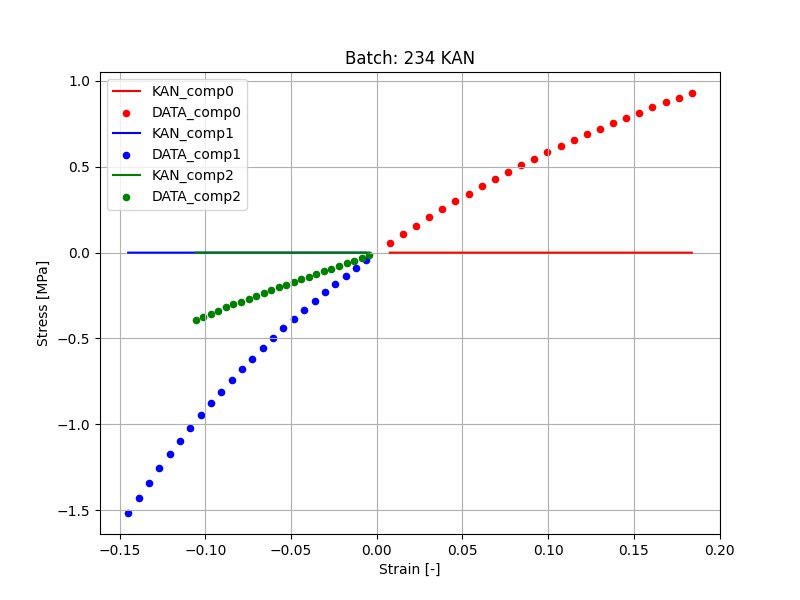 Batch: 234 KAN
KAN_comp0
DATA_comp0
KAN_comp1
DATA_comp1
KAN_comp2
DATA_comp2
1.0
0.5
0.0
−0.5
−1.0
−1.5
Stress [MPa]
−0.15 −0.10 −0.05 0.00 0.05 0.10 0.15 0.20
Strain [-]